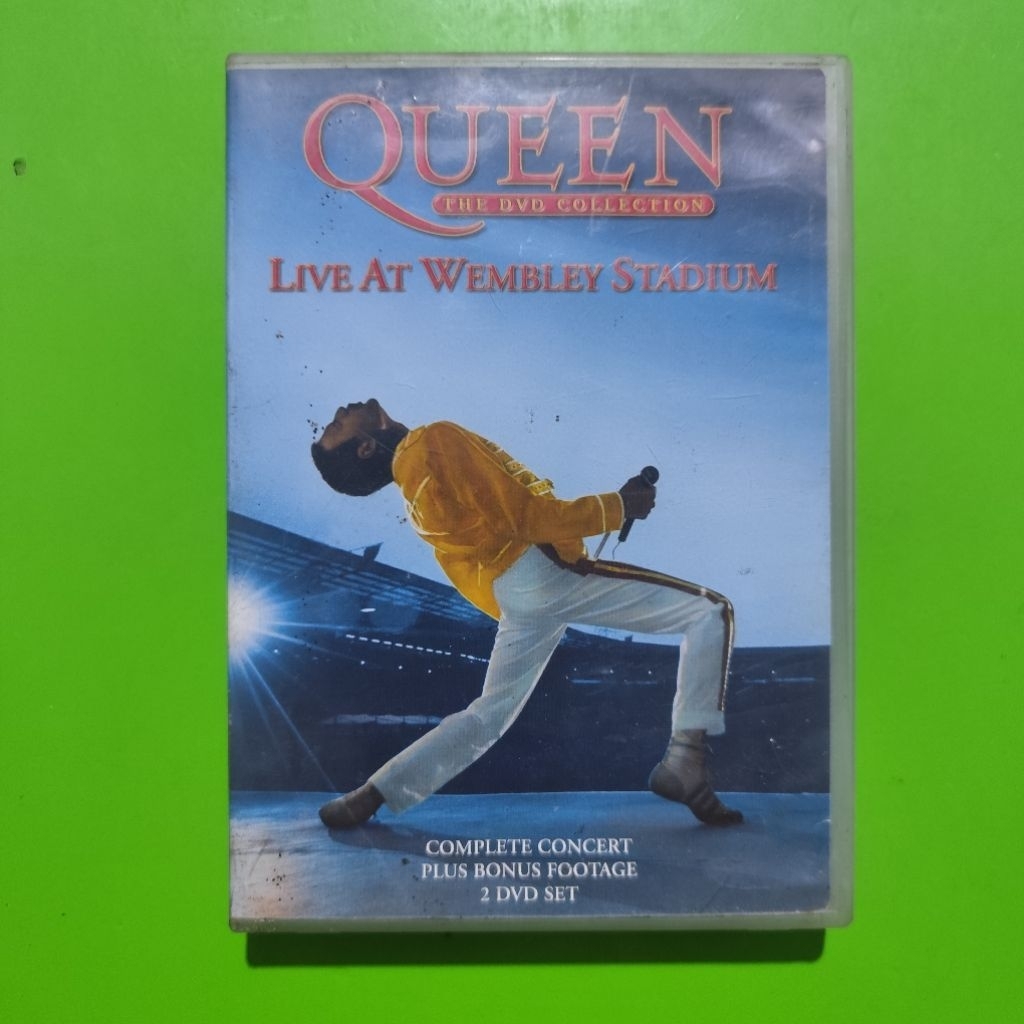 QUEEN
THE DVD COLLECTION
LIVE AT WEMBLEY STADIUM
COMPLETE CONCERT
PLUS BONUS FOOTAGE
2 DVD SET